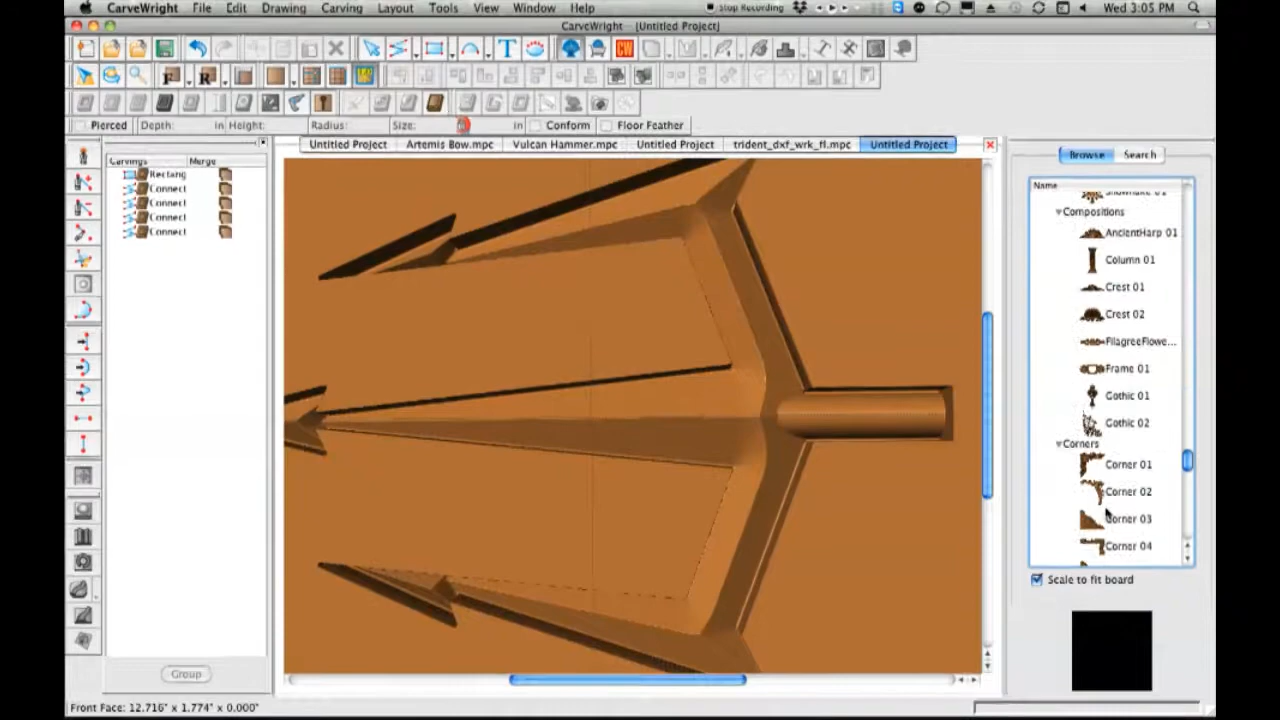 CarveWright File Edit Drawing Carving Layout Tools View Window Help Stop Recording Wed 3:05 PM
CarveWright - [Untitled Project]
T CW
F R
Pierced Depth: in Height: Radius: Size: in Conform Floor Feather
Untitled Project Artemis Bow.mpc Vulcan Hammer.mpc Untitled Project trident_dxf_wrk_fl.mpc Untitled Project
Browse Search
Carvings Merge
Rectang
Connect
Connect
Connect
Connect
Name
Snowflake 01
Compositions
AncientHarp 01
Column 01
Crest 01
Crest 02
FilagreeFlowe...
Frame 01
Gothic 01
Gothic 02
Corners
Corner 01
Corner 02
Corner 03
Corner 04
Scale to fit board
Group
Front Face: 12.716" x 1.774" x 0.000"